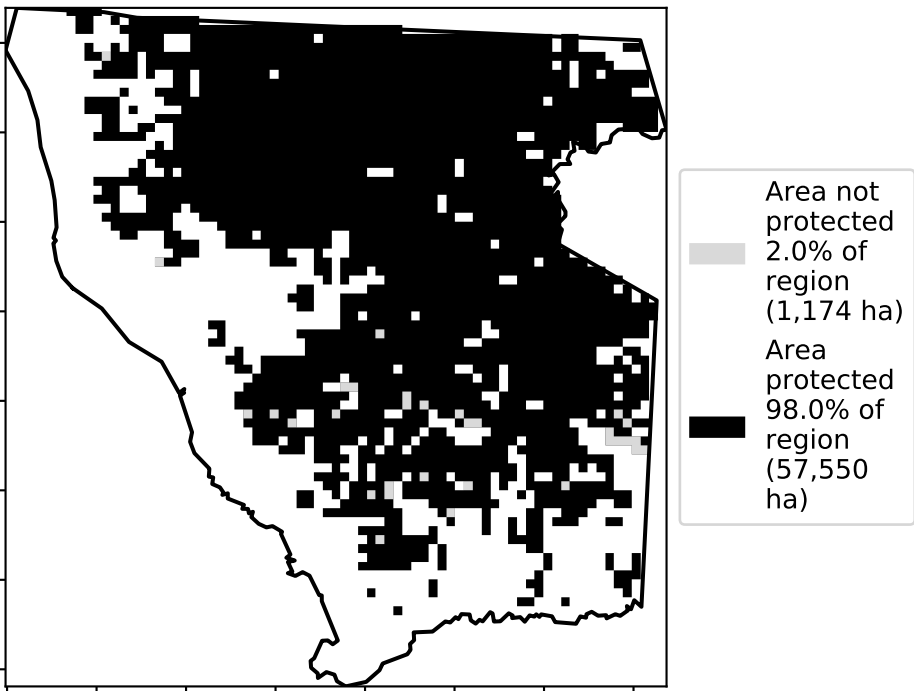 Area not
protected
2.0% of
region
(1,174 ha)
Area
protected
98.0% of
region
(57,550
ha)